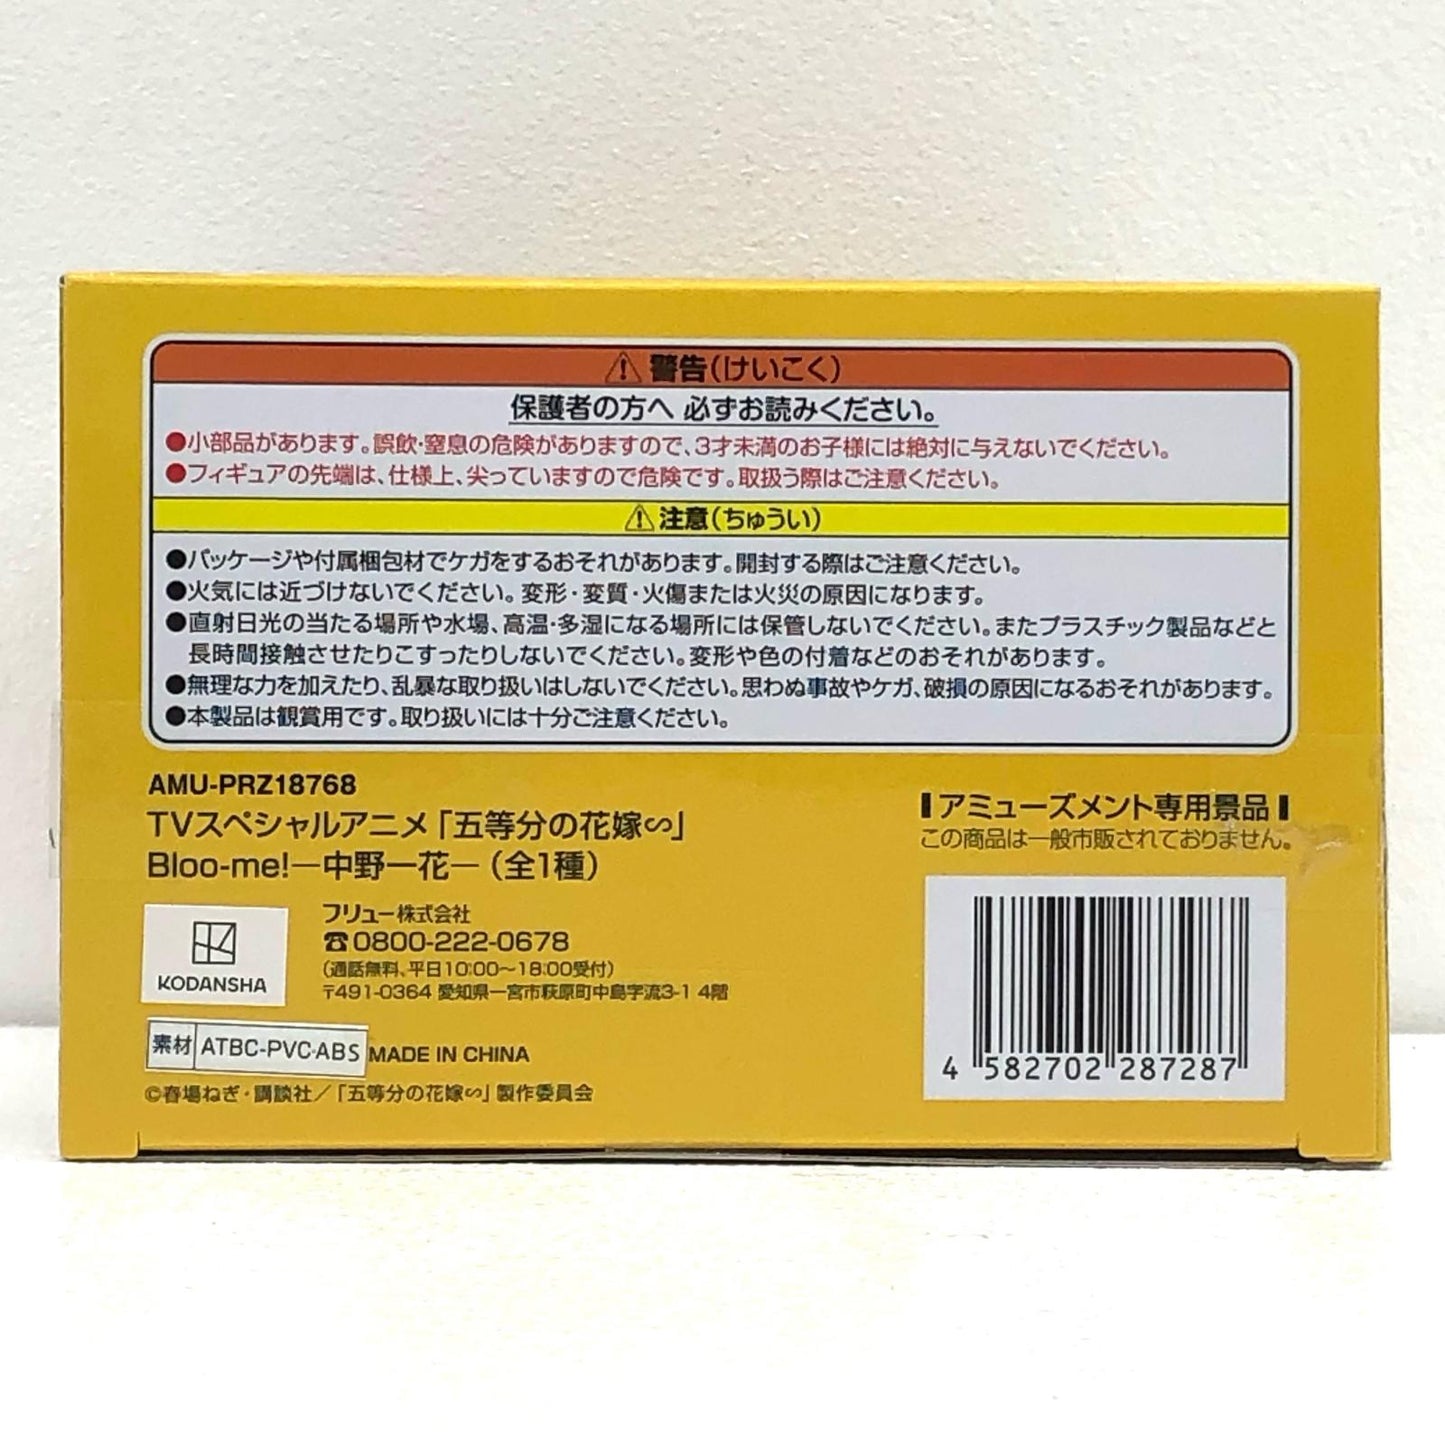 ⚠警告(けいこく)
保護者の方へ 必ずお読みください。
●小部品があります。誤飲・窒息の危険がありますので、3才未満のお子様には絶対に与えないでください。
●フィギュアの先端は、仕様上、尖っていますので危険です。取扱う際はご注意ください。
⚠注意(ちゅうい)
●パッケージや付属梱包材でケガをするおそれがあります。開封する際はご注意ください。
●火気には近づけないでください。変形・変質・火傷または火災の原因になります。
●直射日光の当たる場所や水場、高温・多湿になる場所には保管しないでください。またプラスチック製品などと
長時間接触させたりこすったりしないでください。変形や色の付着などのおそれがあります。
●無理な力を加えたり、乱暴な取り扱いはしないでください。思わぬ事故やケガ、破損の原因になるおそれがあります。
●本製品は観賞用です。取り扱いには十分ご注意ください。
AMU-PRZ18768
TVスペシャルアニメ「五等分の花嫁∽」
Bloo-me!―中野一花―(全1種)
フリュー株式会社
☎0800-222-0678
(通話無料、平日10:00〜18:00受付)
〒491-0364 愛知県一宮市萩原町中島字流3-1 4階
KODANSHA
素材 ATBC-PVC・ABS MADE IN CHINA
©春場ねぎ・講談社／「五等分の花嫁∽」製作委員会
▌アミューズメント専用景品▐
この商品は一般市販されておりません。
4 582702 287287